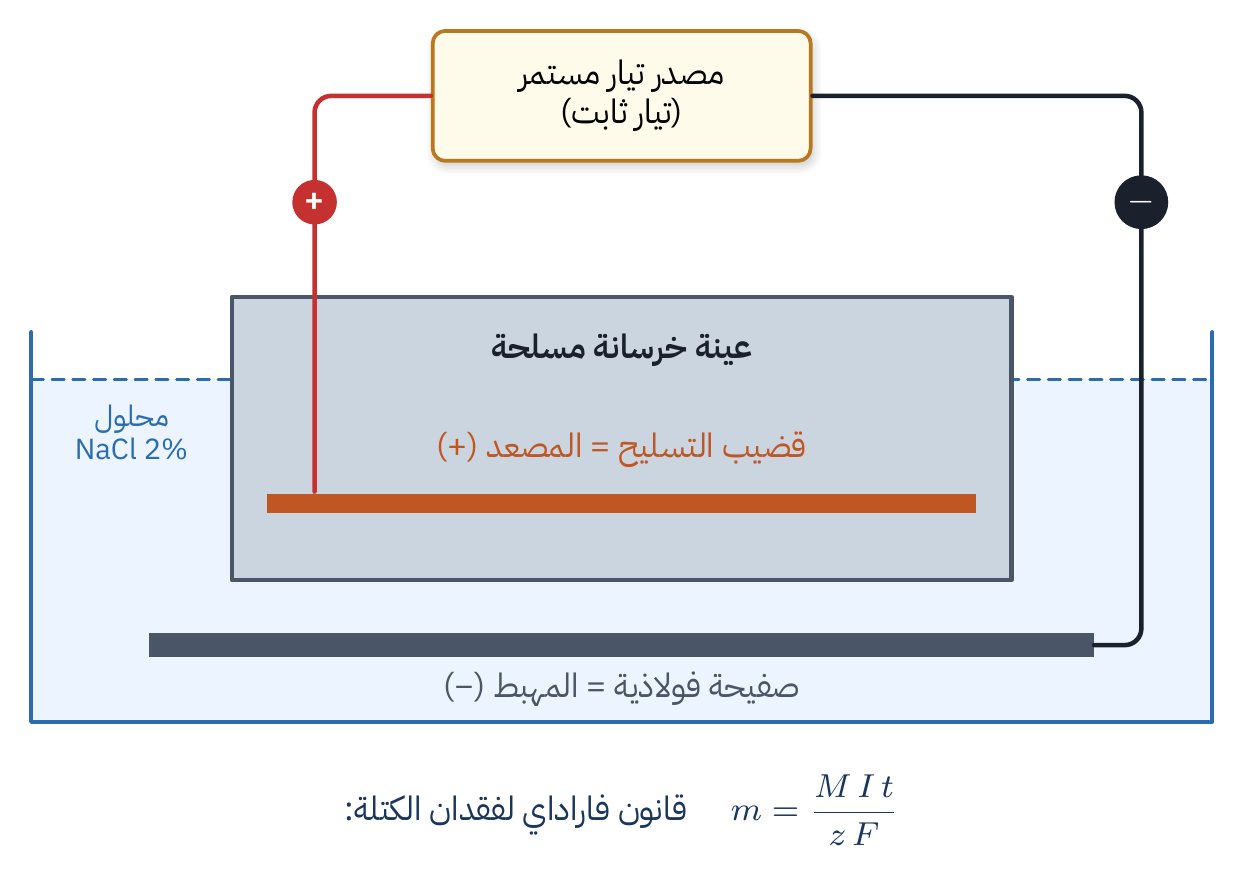 مصدر تيار مستمر
(تيار ثابت)
+
—
عينة خرسانة مسلحة
محلول
NaCl 2%
قضيب التسليح = المصعد (+)
صفيحة فولاذية = المهبط (−)
قانون فاراداي لفقدان الكتلة: m = M I t / z F